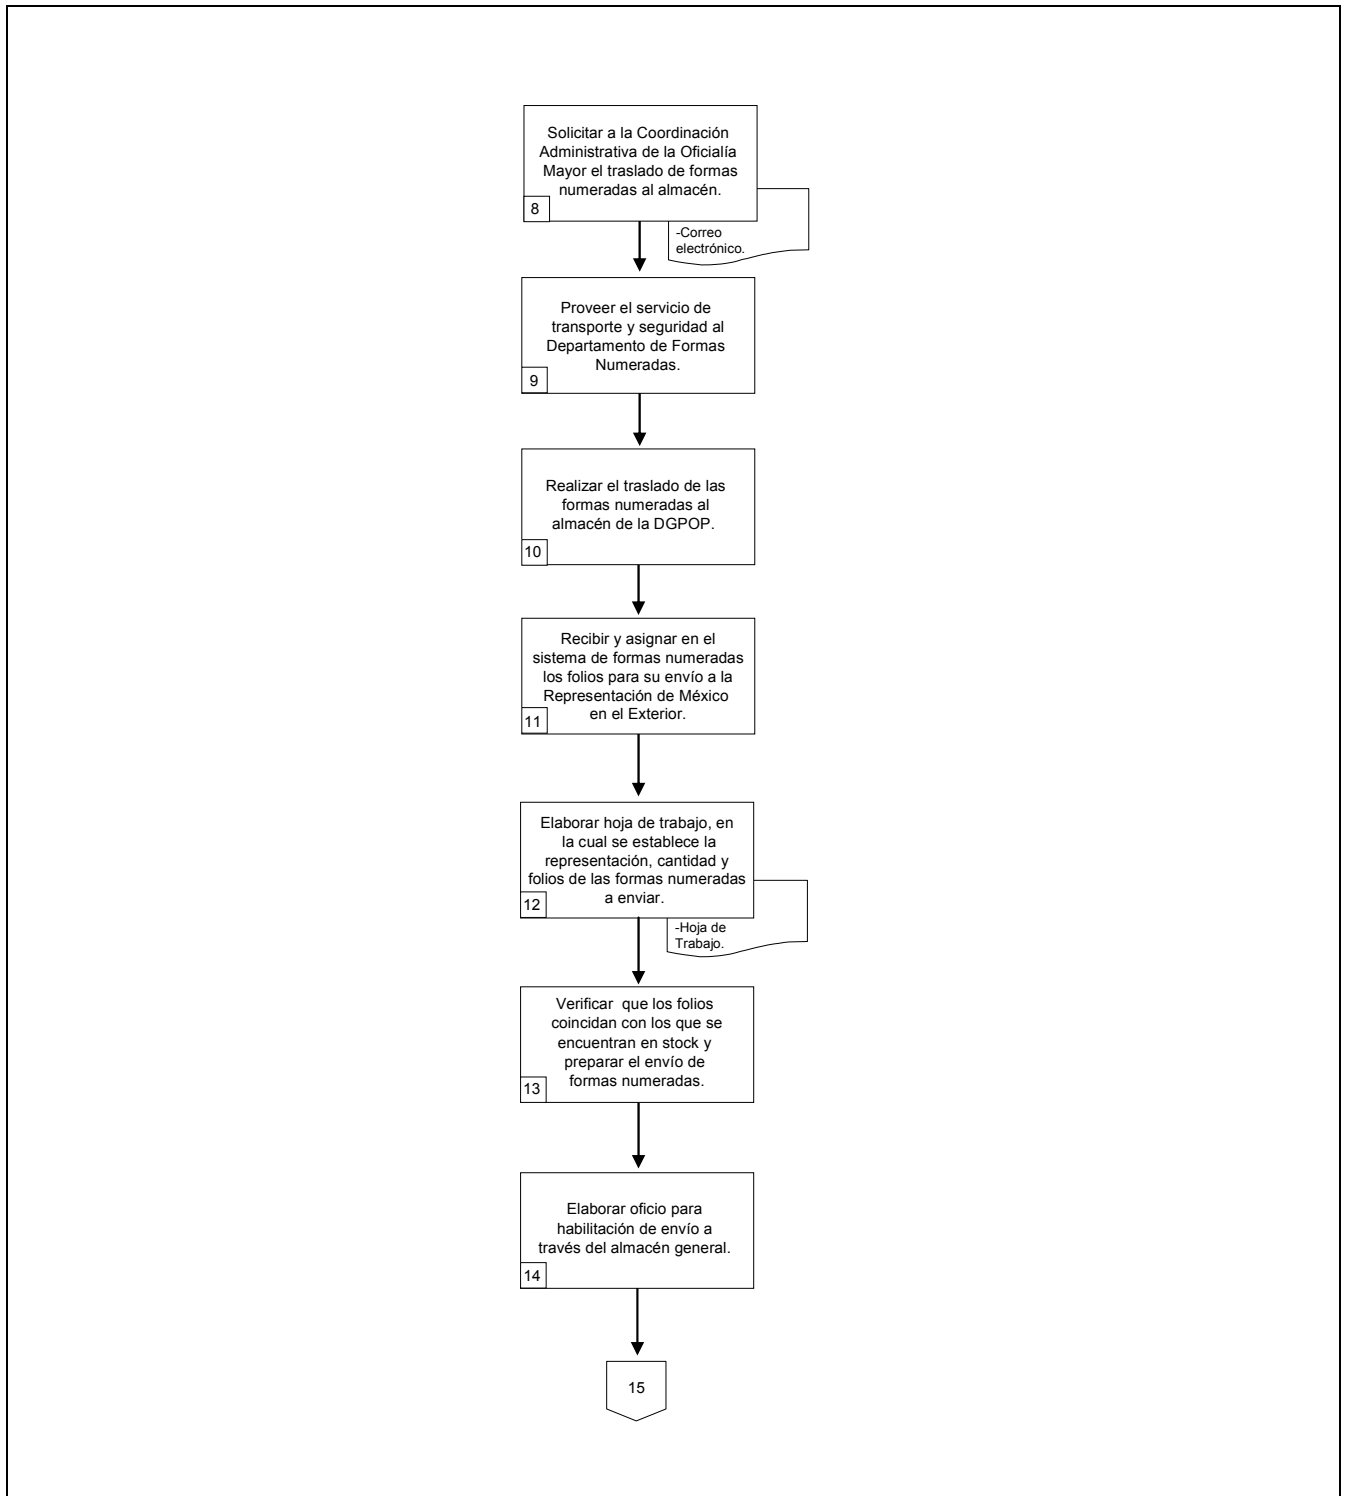 Solicitar a la Coordinación
Administrativa de la Oficialía
Mayor el traslado de formas
numeradas al almacén.
8
-Correo
electrónico.
Proveer el servicio de
transporte y seguridad al
Departamento de Formas
Numeradas.
9
Realizar el traslado de las
formas numeradas al
almacén de la DGPOP.
10
Recibir y asignar en el
sistema de formas numeradas
los folios para su envío a la
Representación de México
en el Exterior.
11
Elaborar hoja de trabajo, en
la cual se establece la
representación, cantidad y
folios de las formas numeradas
a enviar.
12
-Hoja de
Trabajo.
Verificar que los folios
coincidan con los que se
encuentran en stock y
preparar el envío de
formas numeradas.
13
Elaborar oficio para
habilitación de envío a
través del almacén general.
14
15